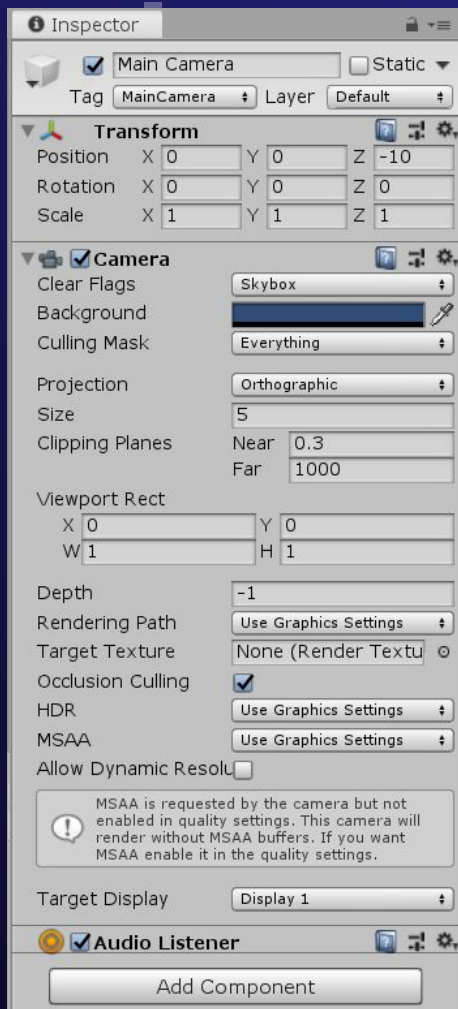 Inspector
Main Camera Static
Tag MainCamera Layer Default
Transform
Position X 0 Y 0 Z -10
Rotation X 0 Y 0 Z 0
Scale X 1 Y 1 Z 1
Camera
Clear Flags Skybox
Background
Culling Mask Everything
Projection Orthographic
Size 5
Clipping Planes Near 0.3
Far 1000
Viewport Rect
X 0 Y 0
W 1 H 1
Depth -1
Rendering Path Use Graphics Settings
Target Texture None (Render Textu
Occlusion Culling
HDR Use Graphics Settings
MSAA Use Graphics Settings
Allow Dynamic Resolu
MSAA is requested by the camera but not
enabled in quality settings. This camera will
render without MSAA buffers. If you want
MSAA enable it in the quality settings.
Target Display Display 1
Audio Listener
Add Component